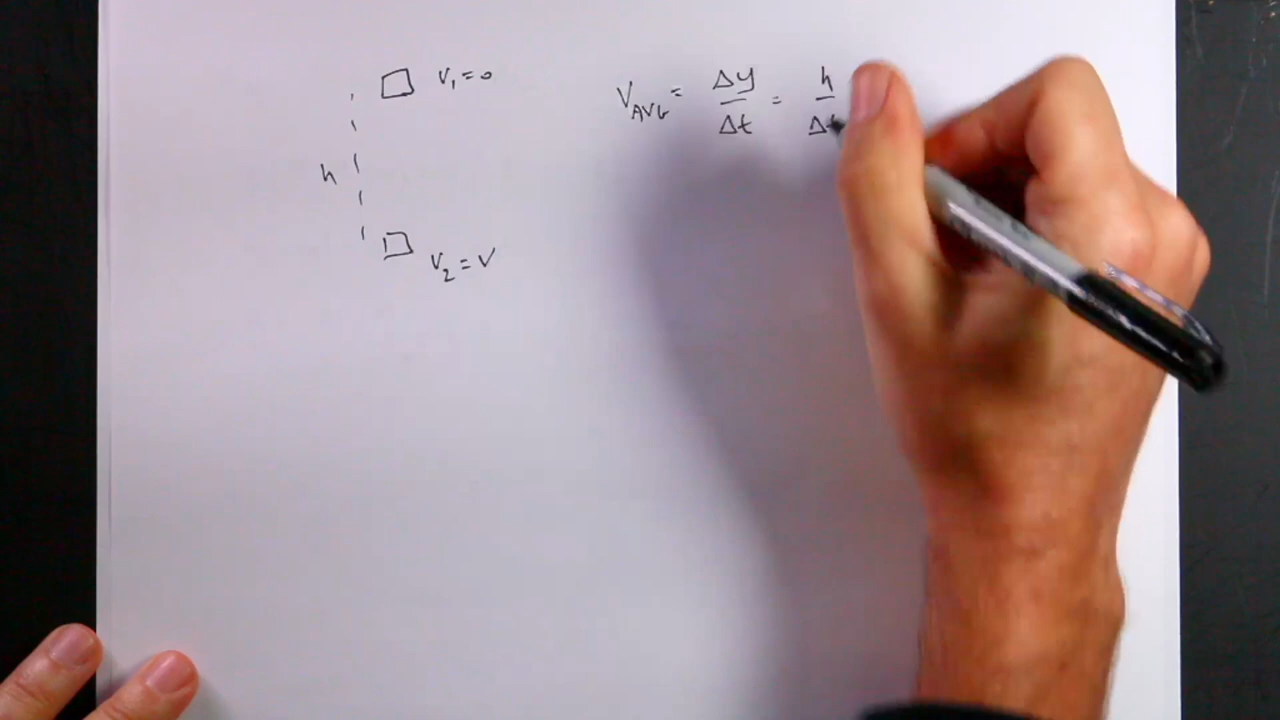 V₁ = 0
h
V₂ = V
V_AVG = Δy/Δt = h/Δt